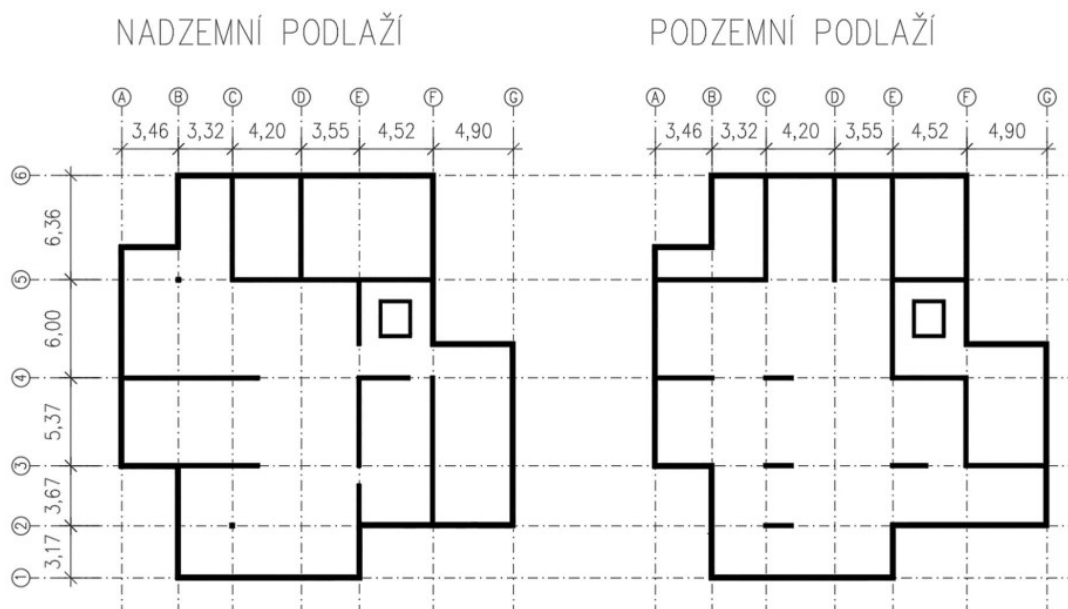 NADZEMNÍ PODLAŽÍ
PODZEMNÍ PODLAŽÍ
A B C D E F G
A B C D E F G
3,46 3,32 4,20 3,55 4,52 4,90
3,46 3,32 4,20 3,55 4,52 4,90
6
6,36
5
6,00
4
5,37
3
3,67
2
3,17
1